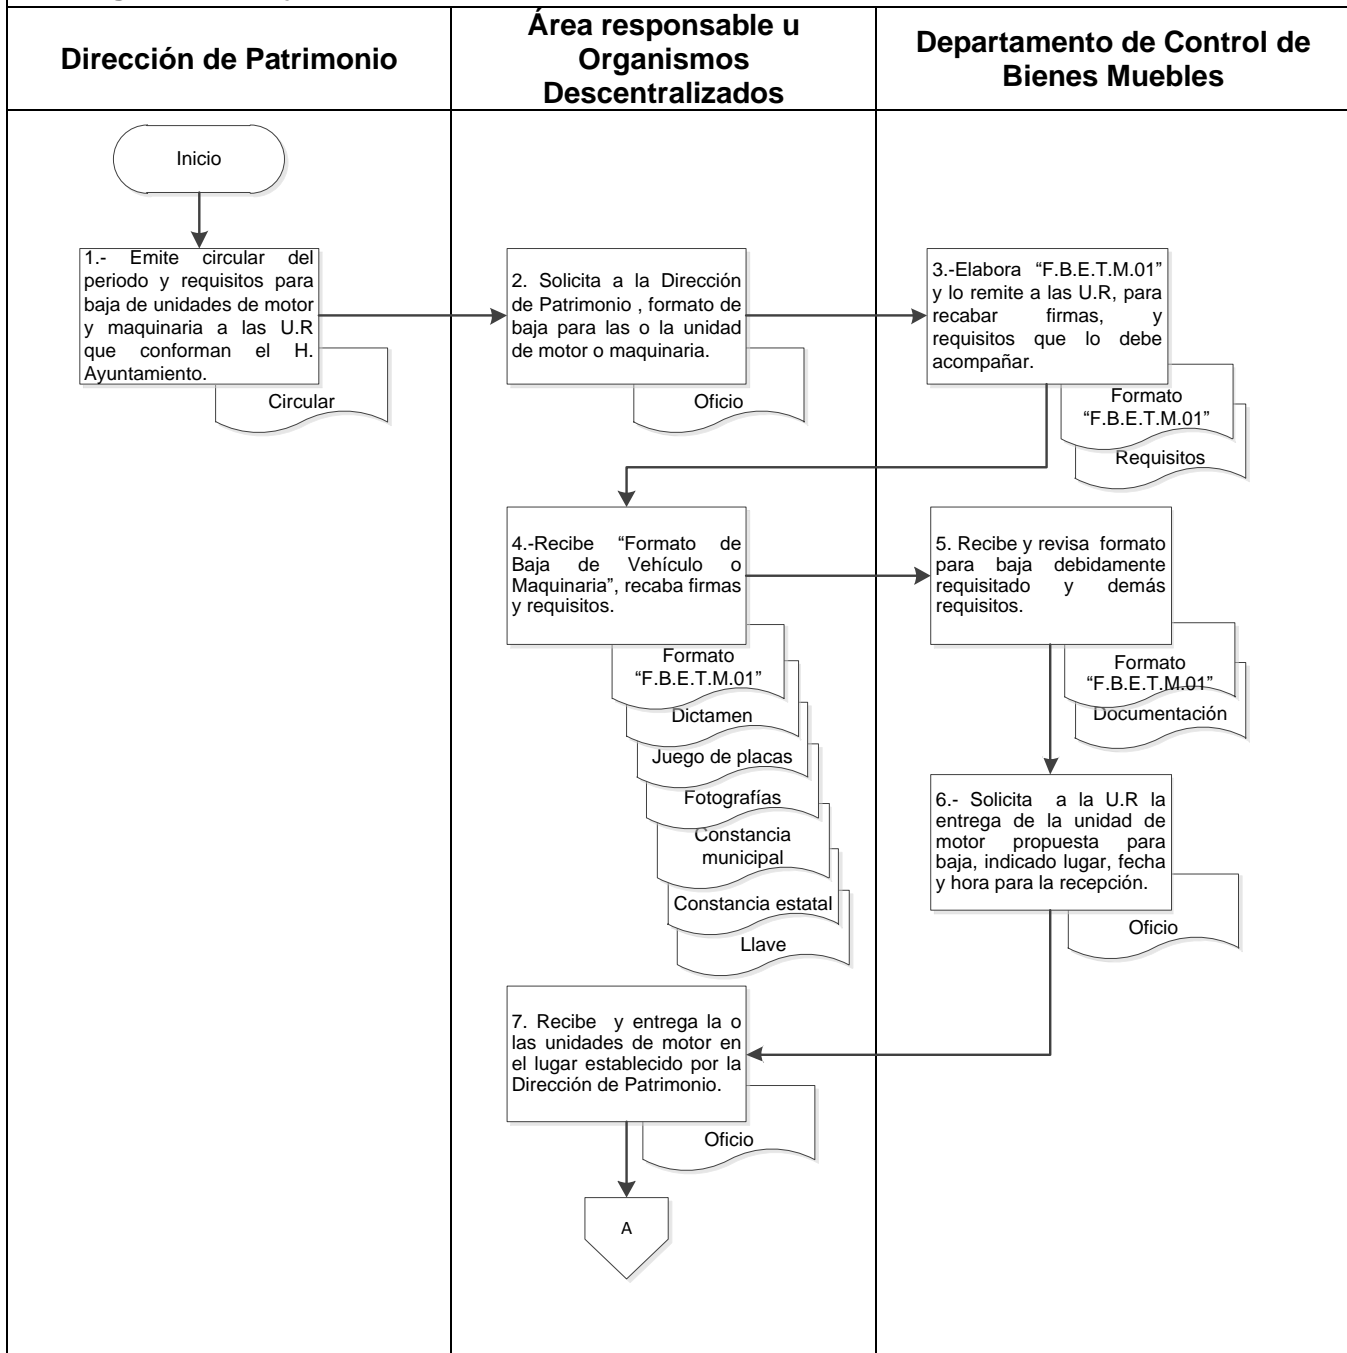 Dirección de Patrimonio
Área responsable u
Organismos
Descentralizados
Departamento de Control de
Bienes Muebles
Inicio
1.- Emite circular del
periodo y requisitos para
baja de unidades de motor
y maquinaria a las U.R
que conforman el H.
Ayuntamiento.
Circular
2. Solicita a la Dirección
de Patrimonio , formato de
baja para las o la unidad
de motor o maquinaria.
Oficio
3.-Elabora “F.B.E.T.M.01”
y lo remite a las U.R, para
recabar firmas, y
requisitos que lo debe
acompañar.
Formato
“F.B.E.T.M.01”
Requisitos
4.-Recibe “Formato de
Baja de Vehículo o
Maquinaria”, recaba firmas
y requisitos.
Formato
“F.B.E.T.M.01”
Dictamen
Juego de placas
Fotografías
Constancia
municipal
Constancia estatal
Llave
5. Recibe y revisa formato
para baja debidamente
requisitado y demás
requisitos.
Formato
“F.B.E.T.M.01”
Documentación
6.- Solicita a la U.R la
entrega de la unidad de
motor propuesta para
baja, indicado lugar, fecha
y hora para la recepción.
Oficio
7. Recibe y entrega la o
las unidades de motor en
el lugar establecido por la
Dirección de Patrimonio.
Oficio
A